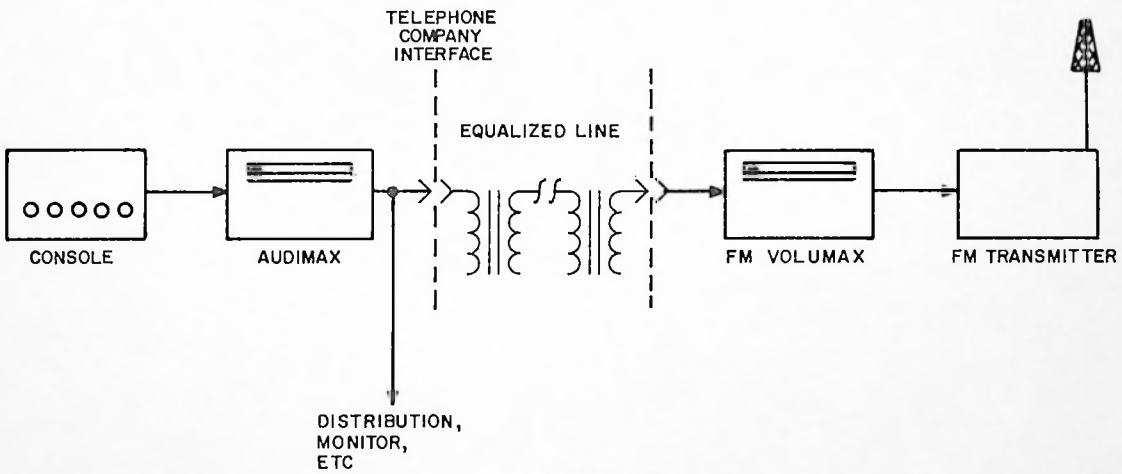 TELEPHONE
COMPANY
INTERFACE
EQUALIZED LINE
CONSOLE
AUDIMAX
FM VOLUMAX
FM TRANSMITTER
DISTRIBUTION,
MONITOR,
ETC